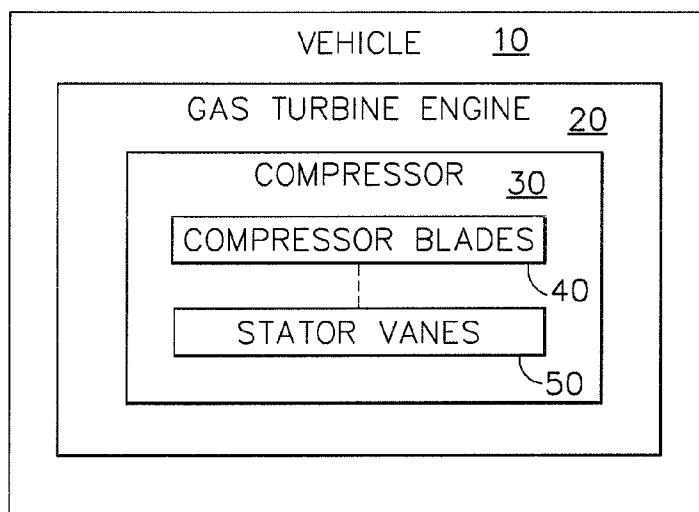 VEHICLE 10
GAS TURBINE ENGINE 20
COMPRESSOR 30
COMPRESSOR BLADES
40
STATOR VANES
50